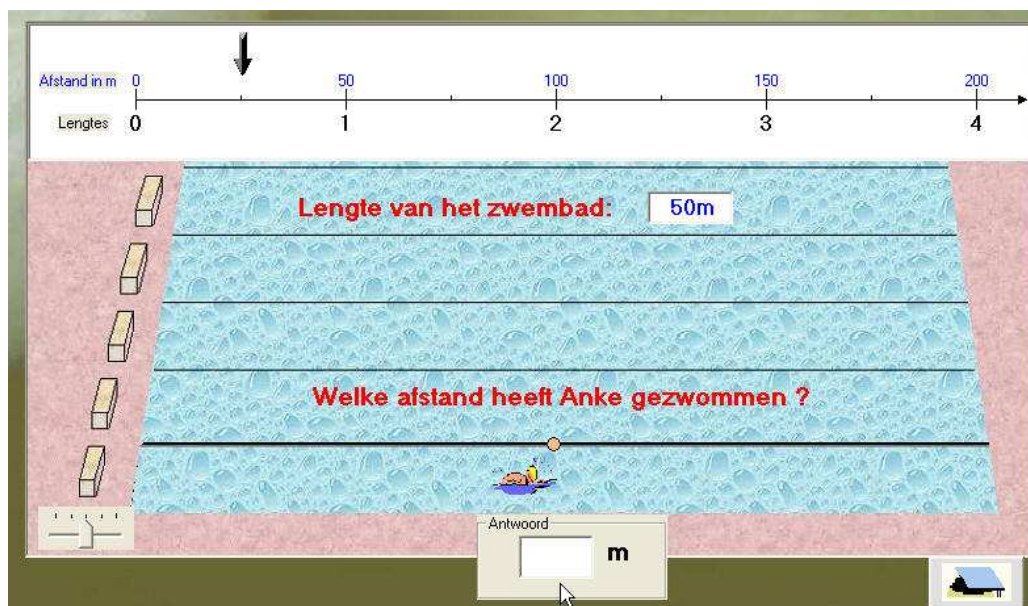 Afstand in m 0 50 100 150 200
Lengtes 0 1 2 3 4
Lengte van het zwembad: 50m
Welke afstand heeft Anke gezwommen ?
Antwoord
m